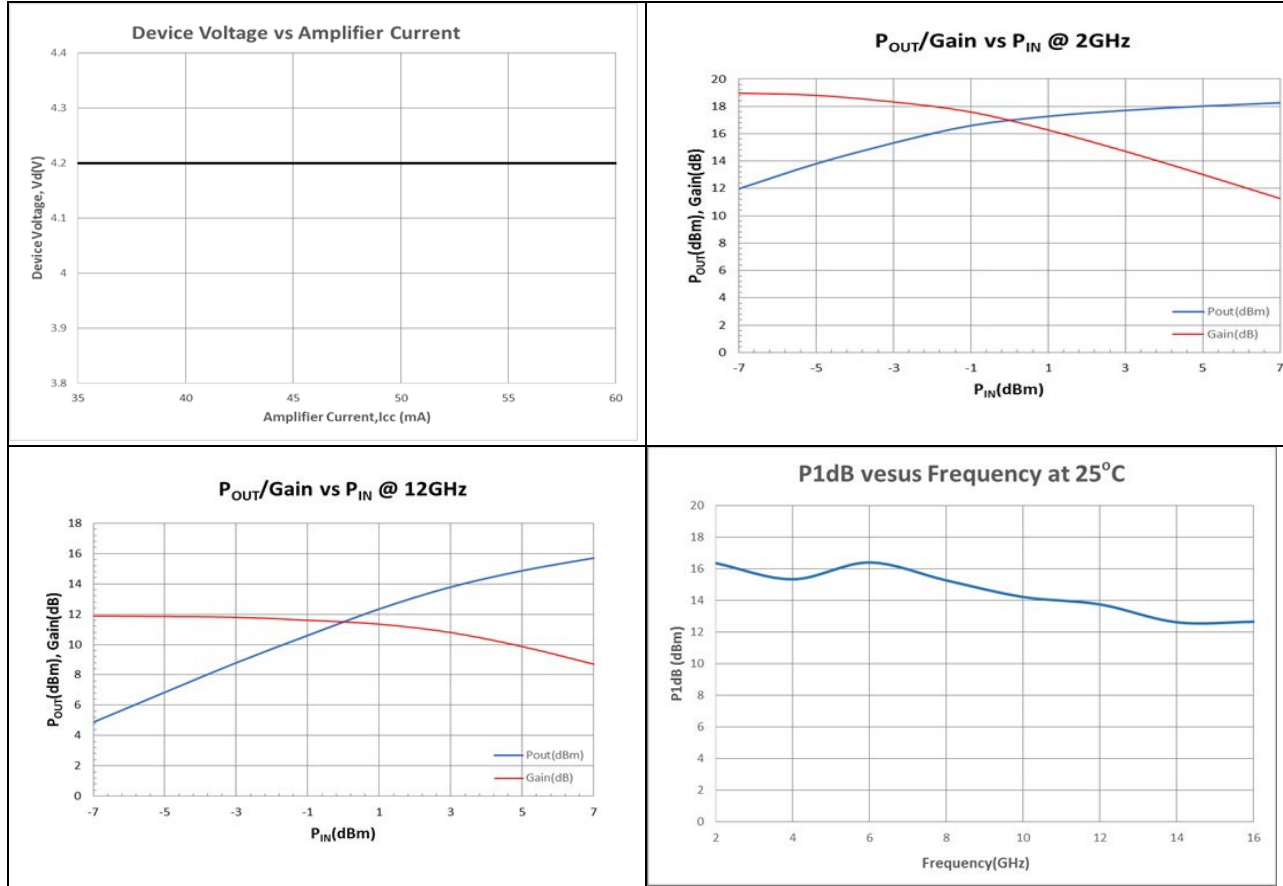 Device Voltage vs Amplifier Current
4.4
4.3
4.2
4.1
4
3.9
3.8
Device Voltage, Vd(V)
35 40 45 50 55 60
Amplifier Current,Icc (mA)
POUT/Gain vs PIN @ 2GHz
20
18
16
14
12
10
8
6
4
2
0
POUT(dBm), Gain(dB)
Pout(dBm)
Gain(dB)
-7 -5 -3 -1 1 3 5 7
PIN(dBm)
POUT/Gain vs PIN @ 12GHz
18
16
14
12
10
8
6
4
2
0
POUT(dBm), Gain(dB)
Pout(dBm)
Gain(dB)
-7 -5 -3 -1 1 3 5 7
PIN(dBm)
P1dB vesus Frequency at 25°C
20
18
16
14
12
10
8
6
4
2
0
P1dB (dBm)
2 4 6 8 10 12 14 16
Frequency(GHz)